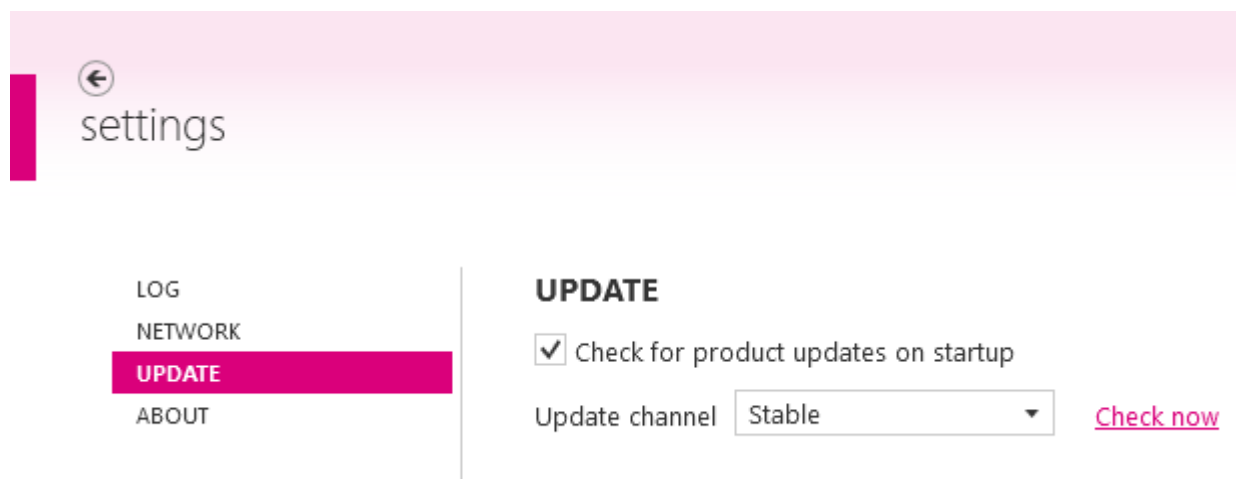 settings
LOG
NETWORK
UPDATE
ABOUT
UPDATE
Check for product updates on startup
Update channel Stable Check now